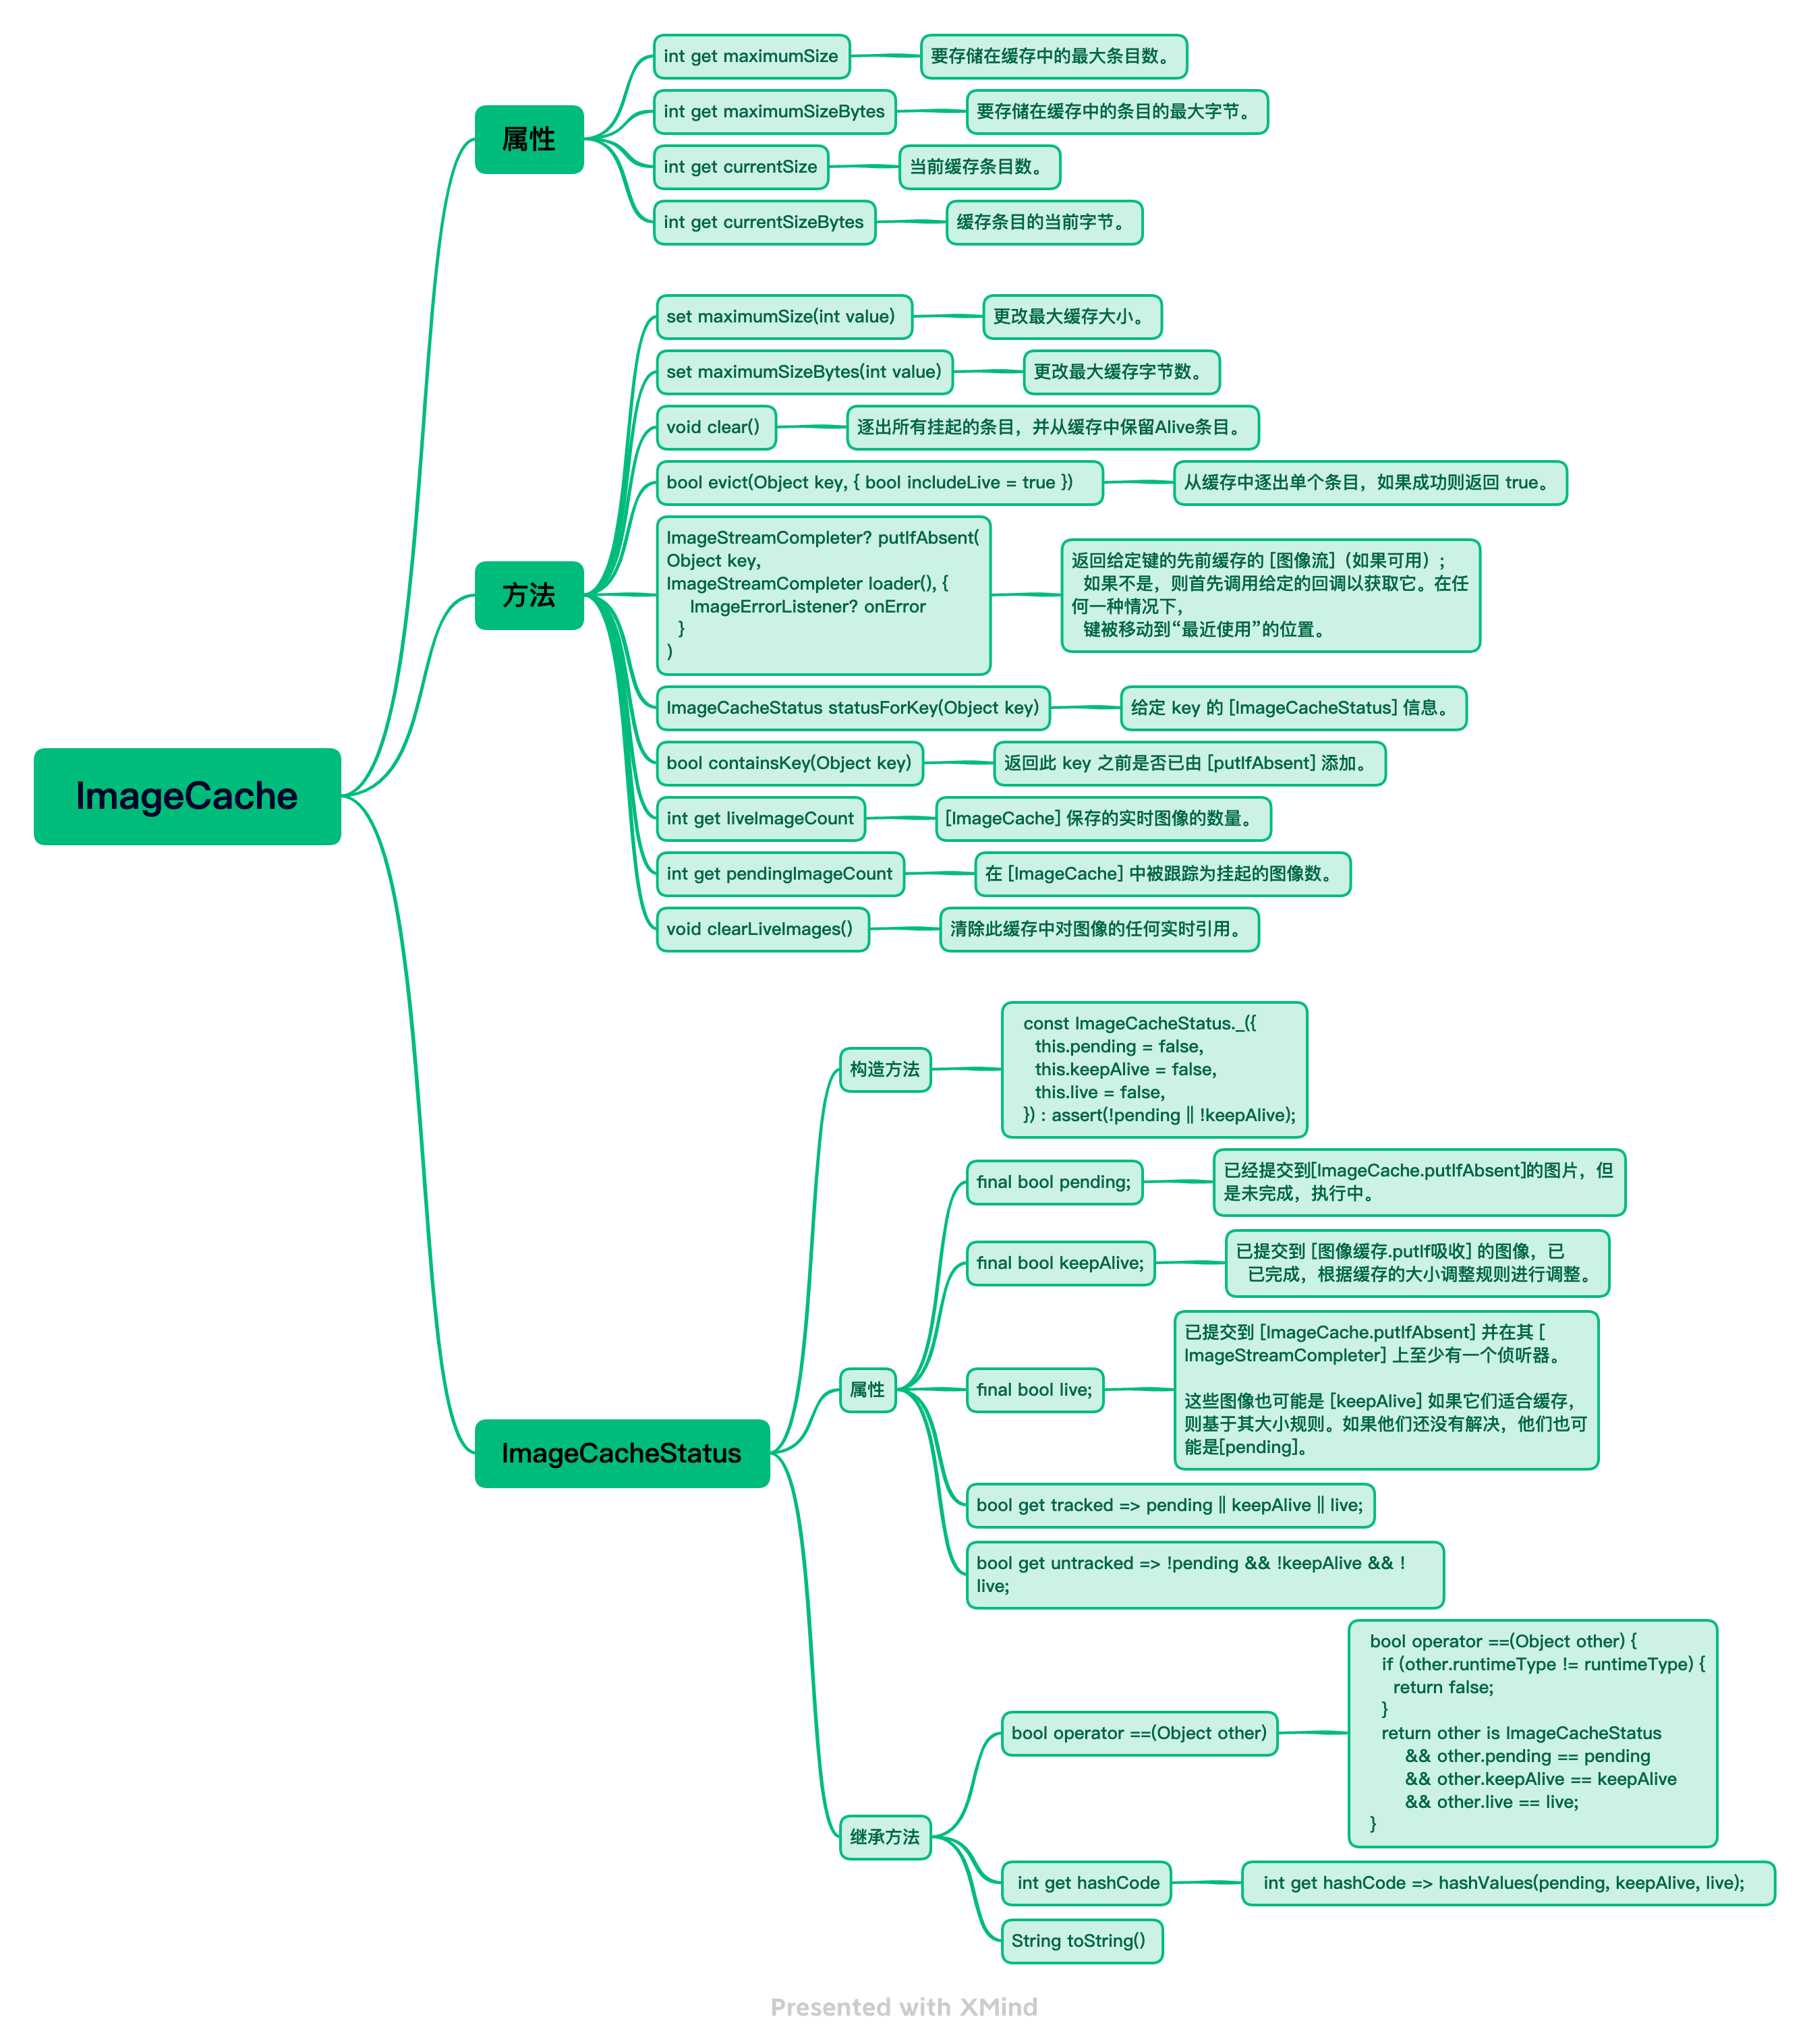 ImageCache
属性
int get maximumSize
要存储在缓存中的最大条目数。
int get maximumSizeBytes
要存储在缓存中的条目的最大字节。
int get currentSize
当前缓存条目数。
int get currentSizeBytes
缓存条目的当前字节。
方法
set maximumSize(int value)
更改最大缓存大小。
set maximumSizeBytes(int value)
更改最大缓存字节数。
void clear()
逐出所有挂起的条目，并从缓存中保留Alive条目。
bool evict(Object key, { bool includeLive = true })
从缓存中逐出单个条目，如果成功则返回 true。
ImageStreamCompleter? putIfAbsent(
Object key,
ImageStreamCompleter loader(), {
ImageErrorListener? onError
}
)
返回给定键的先前缓存的 [图像流]（如果可用）；
如果不是，则首先调用给定的回调以获取它。在任
何一种情况下，
键被移动到“最近使用”的位置。
ImageCacheStatus statusForKey(Object key)
给定 key 的 [ImageCacheStatus] 信息。
bool containsKey(Object key)
返回此 key 之前是否已由 [putIfAbsent] 添加。
int get liveImageCount
[ImageCache] 保存的实时图像的数量。
int get pendingImageCount
在 [ImageCache] 中被跟踪为挂起的图像数。
void clearLiveImages()
清除此缓存中对图像的任何实时引用。
ImageCacheStatus
构造方法
const ImageCacheStatus._({
this.pending = false,
this.keepAlive = false,
this.live = false,
}) : assert(!pending || !keepAlive);
属性
final bool pending;
已经提交到[ImageCache.putIfAbsent]的图片，但
是未完成，执行中。
final bool keepAlive;
已提交到 [图像缓存.putIf吸收] 的图像，已
已完成，根据缓存的大小调整规则进行调整。
final bool live;
已提交到 [ImageCache.putIfAbsent] 并在其 [
ImageStreamCompleter] 上至少有一个侦听器。
这些图像也可能是 [keepAlive] 如果它们适合缓存，
则基于其大小规则。如果他们还没有解决，他们也可
能是[pending]。
bool get tracked => pending || keepAlive || live;
bool get untracked => !pending && !keepAlive && !
live;
继承方法
bool operator ==(Object other)
bool operator ==(Object other) {
if (other.runtimeType != runtimeType) {
return false;
}
return other is ImageCacheStatus
&& other.pending == pending
&& other.keepAlive == keepAlive
&& other.live == live;
}
int get hashCode
int get hashCode => hashValues(pending, keepAlive, live);
String toString()
Presented with XMind